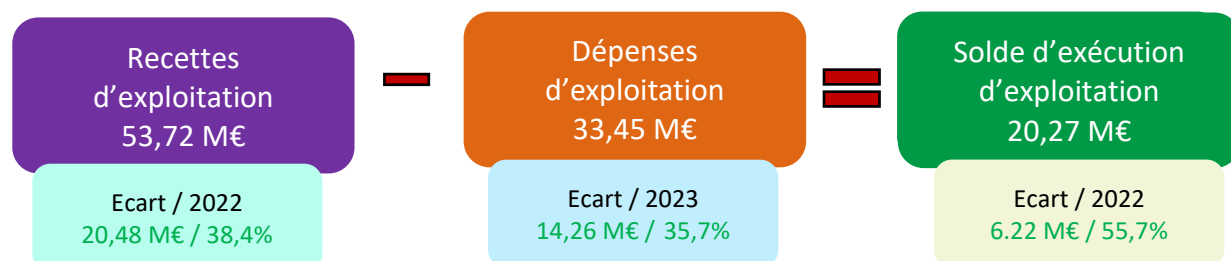 Recettes
d’exploitation
53,72 M€
Ecart / 2022
20,48 M€ / 38,4%
Dépenses
d’exploitation
33,45 M€
Ecart / 2023
14,26 M€ / 35,7%
Solde d’exécution
d’exploitation
20,27 M€
Ecart / 2022
6.22 M€ / 55,7%